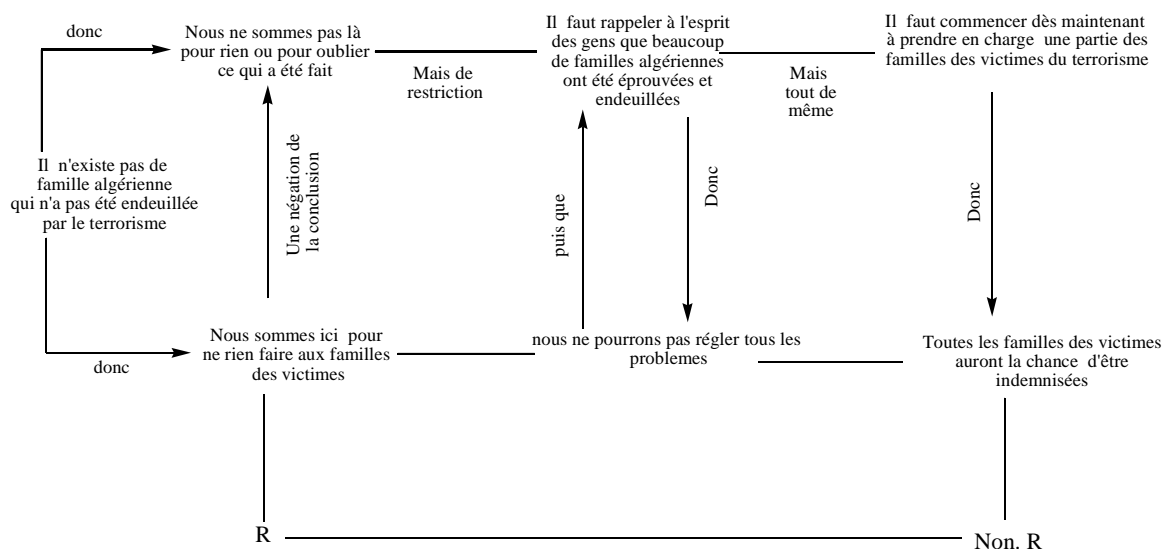 donc
Nous ne sommes pas là
pour rien ou pour oublier
ce qui a été fait
Mais de
restriction
Il faut rappeler à l'esprit
des gens que beaucoup
de familles algériennes
ont été éprouvées et
endeuillées
Mais
tout de
même
Il faut commencer dès maintenant
à prendre en charge une partie des
familles des victimes du terrorisme
Il n'existe pas de
famille algérienne
qui n'a pas été endeuillée
par le terrorisme
Une négation de
la conclusion
puis que
Donc
Donc
donc
Nous sommes ici pour
ne rien faire aux familles
des victimes
nous ne pourrons pas régler tous les
problemes
Toutes les familles des victimes
auront la chance d'être
indemnisées
R
Non. R